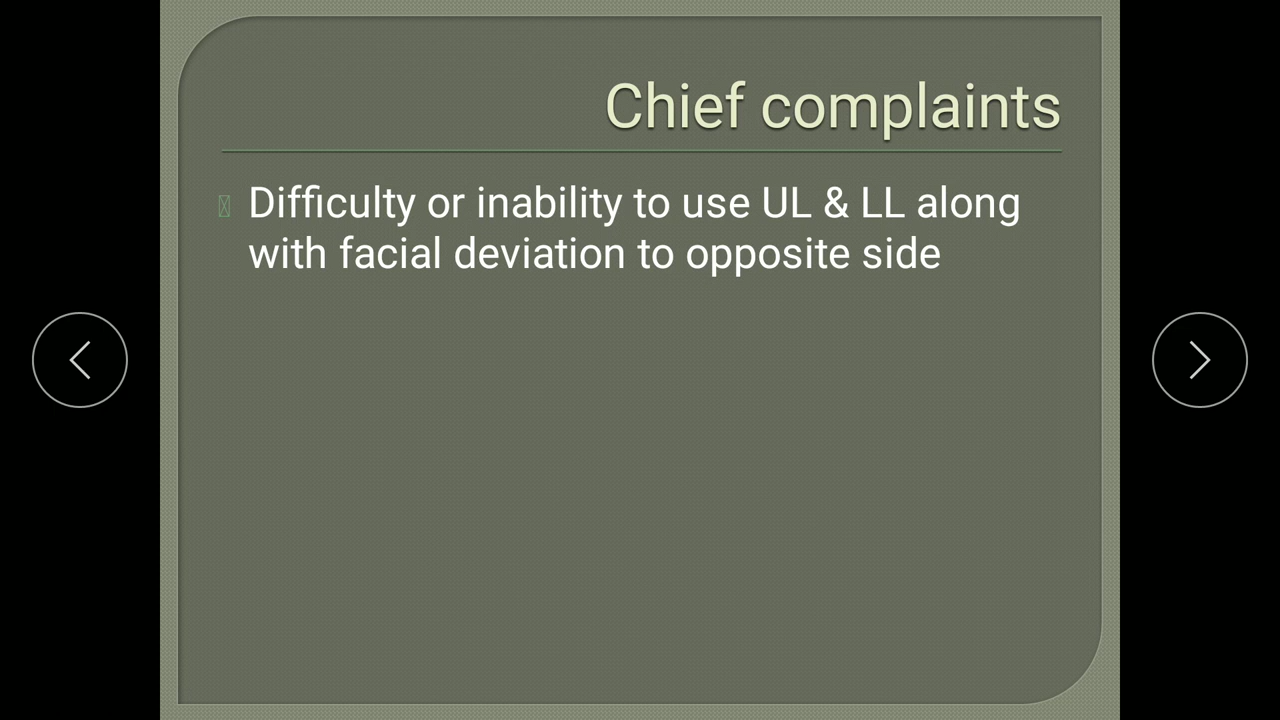 Chief complaints
Difficulty or inability to use UL & LL along
with facial deviation to opposite side